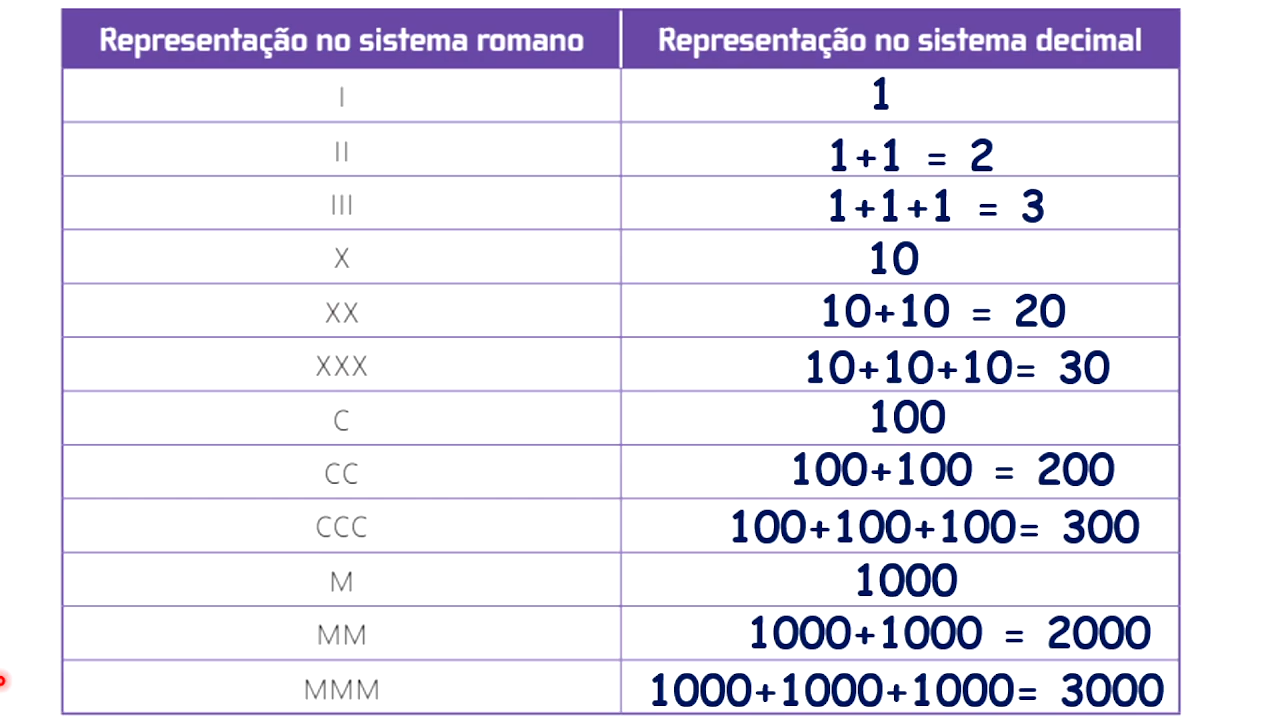 Representação no sistema romano Representação no sistema decimal
I 1
II 1+1 = 2
III 1+1+1 = 3
X 10
XX 10+10 = 20
XXX 10+10+10= 30
C 100
CC 100+100 = 200
CCC 100+100+100= 300
M 1000
MM 1000+1000 = 2000
MMM 1000+1000+1000= 3000